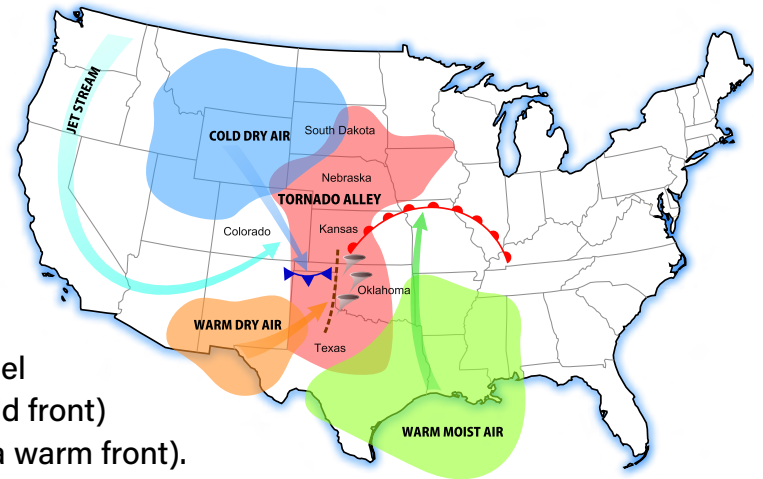 JET STREAM
COLD DRY AIR
South Dakota
Nebraska
TORNADO ALLEY
Colorado
Kansas
Oklahoma
WARM DRY AIR
Texas
WARM MOIST AIR
el
d front)
a warm front).